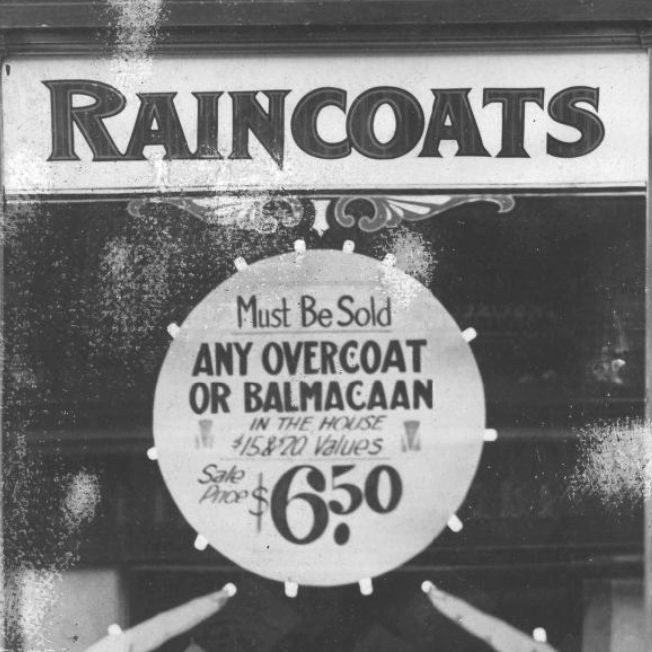 RAINCOATS
Must Be Sold
ANY OVERCOAT
OR BALMACAAN
IN THE HOUSE
$15 & 20 Values
Sale
Price $6.50